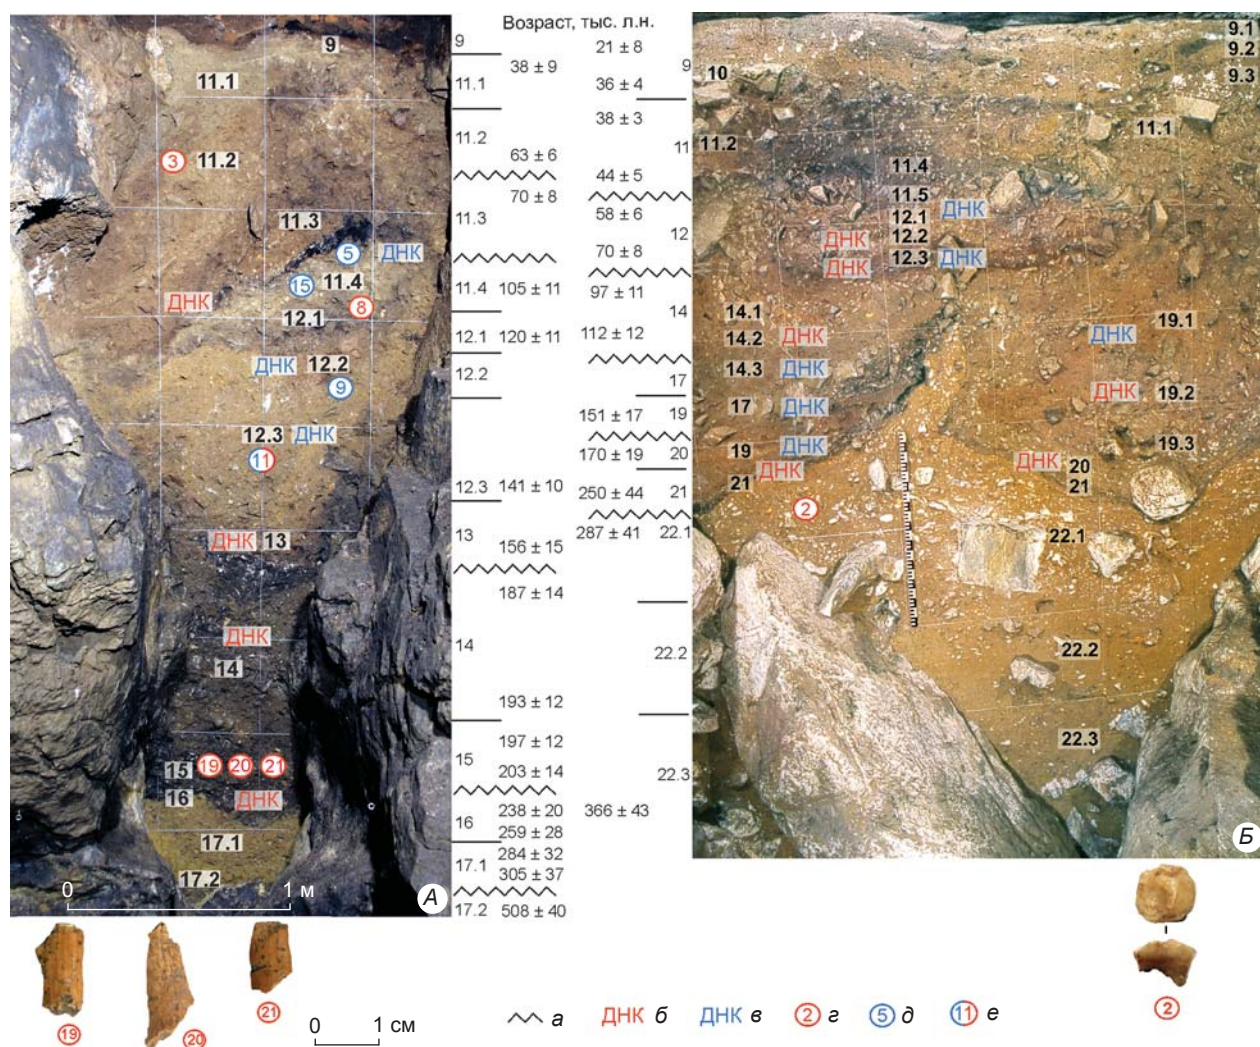 Возраст, тыс. л.н.
9
11.1
3
11.2
11.3
5 ДНК
15 11.4
ДНК
8
12.1
ДНК 12.2
9
12.3 ДНК
11
ДНК 13
ДНК
14
15 19 20 21
16 ДНК
17.1
17.2
0 1 м
А
9
38 ± 9
11.1
11.2
63 ± 6
70 ± 8
11.3
11.4 105 ± 11
12.1 120 ± 11
12.2
12.3 141 ± 10
13
156 ± 15
187 ± 14
14
193 ± 12
197 ± 12
15
203 ± 14
238 ± 20
16
259 ± 28
284 ± 32
17.1
305 ± 37
17.2 508 ± 40
21 ± 8
9
36 ± 4
38 ± 3
11
44 ± 5
58 ± 6
12
70 ± 8
97 ± 11
14
112 ± 12
17
151 ± 17 19
170 ± 19 20
250 ± 44 21
287 ± 41 22.1
22.2
22.3
366 ± 43
9.1
9.2
10 9.3
11.2 11.1
11.4
11.5
12.1 ДНК
ДНК 12.2
ДНК 12.3 ДНК
14.1 19.1
14.2 ДНК ДНК
14.3 ДНК
ДНК 19.2
17 ДНК
19 ДНК 19.3
21 ДНК ДНК 20
21
2
22.1
22.2
22.3
Б
19
20
21
0 1 см
а ДНК б ДНК в 2 г 5 д 11 е
2